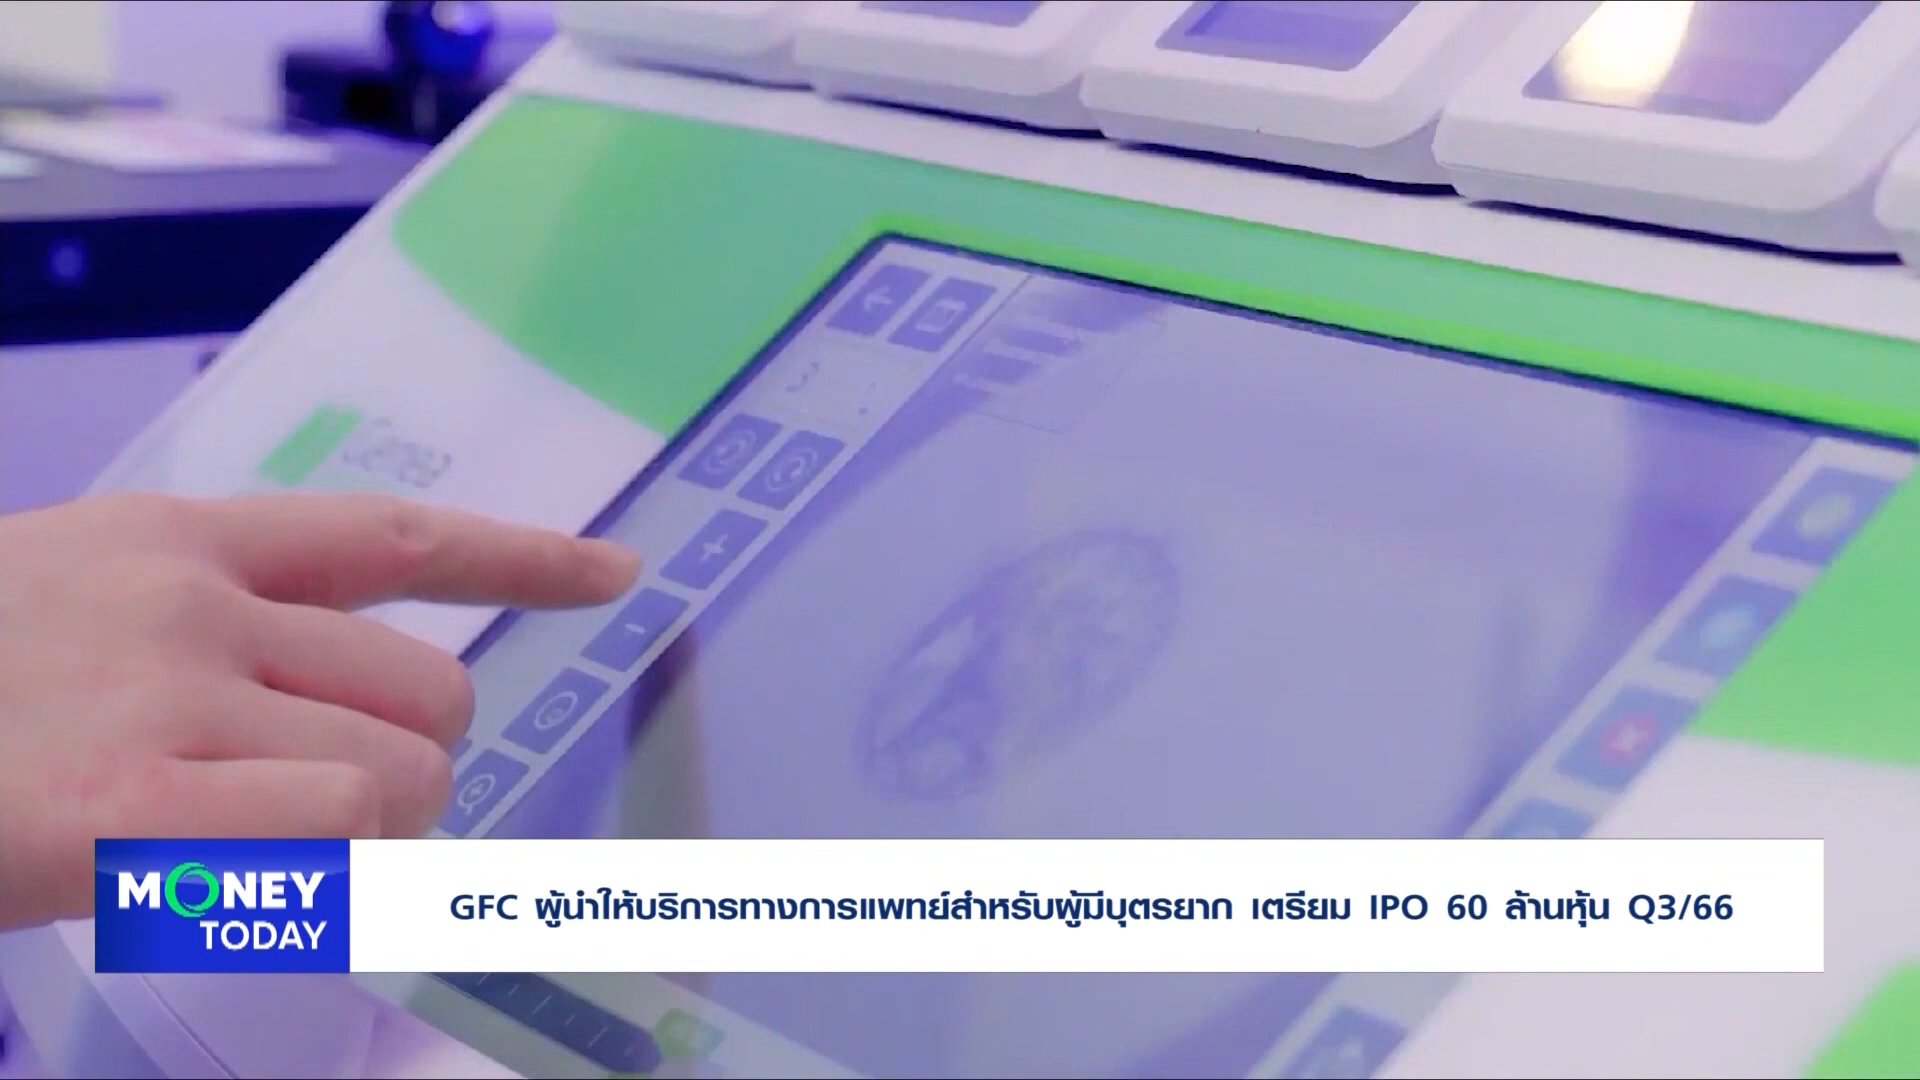 Genea
3
MONEY
TODAY
GFC ผู้นำให้บริการทางการแพทย์สำหรับผู้มีบุตรยาก เตรียม IPO 60 ล้านหุ้น Q3/66